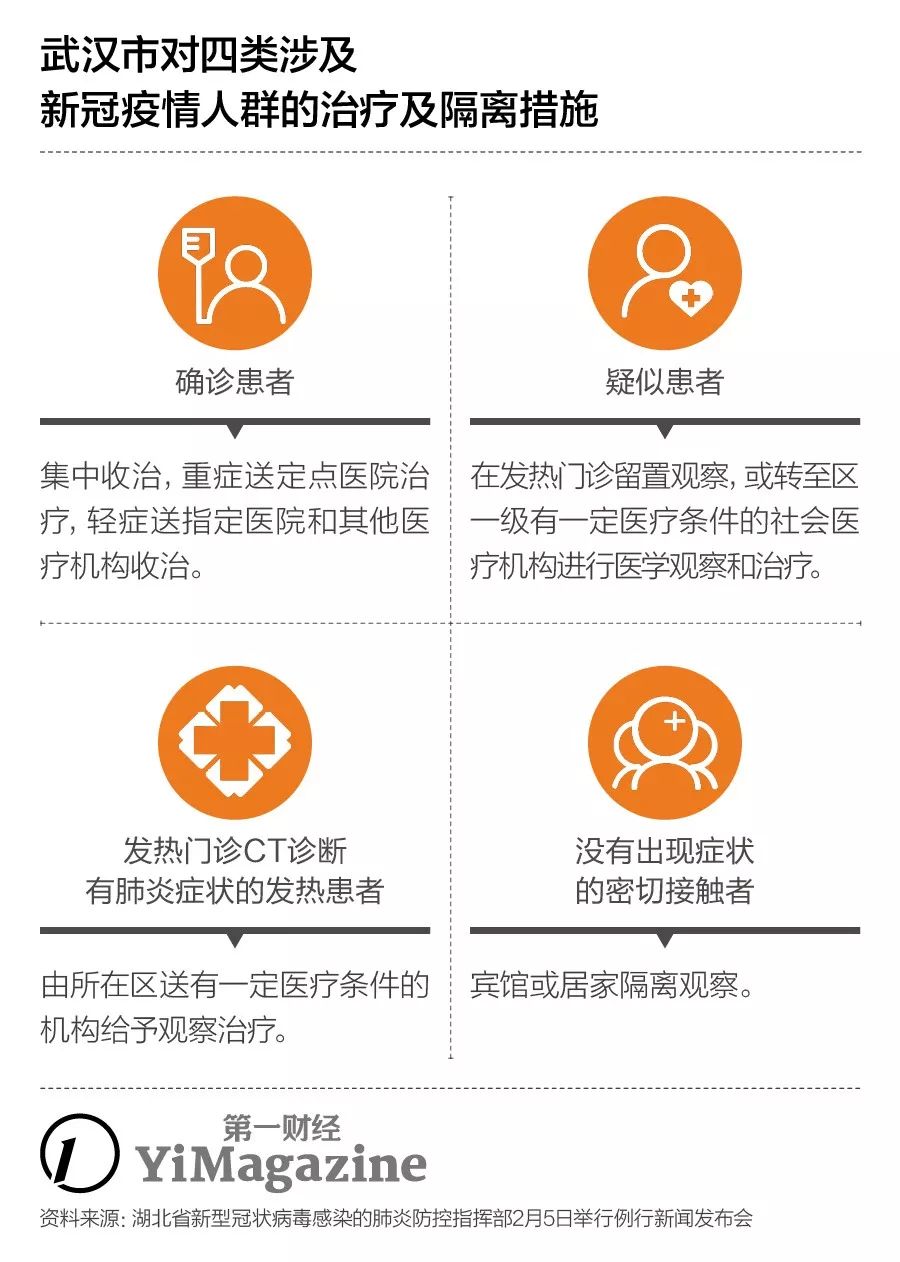 武汉市对四类涉及
新冠疫情人群的治疗及隔离措施
确诊患者
集中收治，重症送定点医院治
疗，轻症送指定医院和其他医
疗机构收治。
疑似患者
在发热门诊留置观察，或转至区
一级有一定医疗条件的社会医
疗机构进行医学观察和治疗。
发热门诊CT诊断
有肺炎症状的发热患者
由所在区送有一定医疗条件的
机构给予观察治疗。
没有出现症状
的密切接触者
宾馆或居家隔离观察。
第一财经
YiMagazine
资料来源：湖北省新型冠状病毒感染的肺炎防控指挥部2月5日举行例行新闻发布会